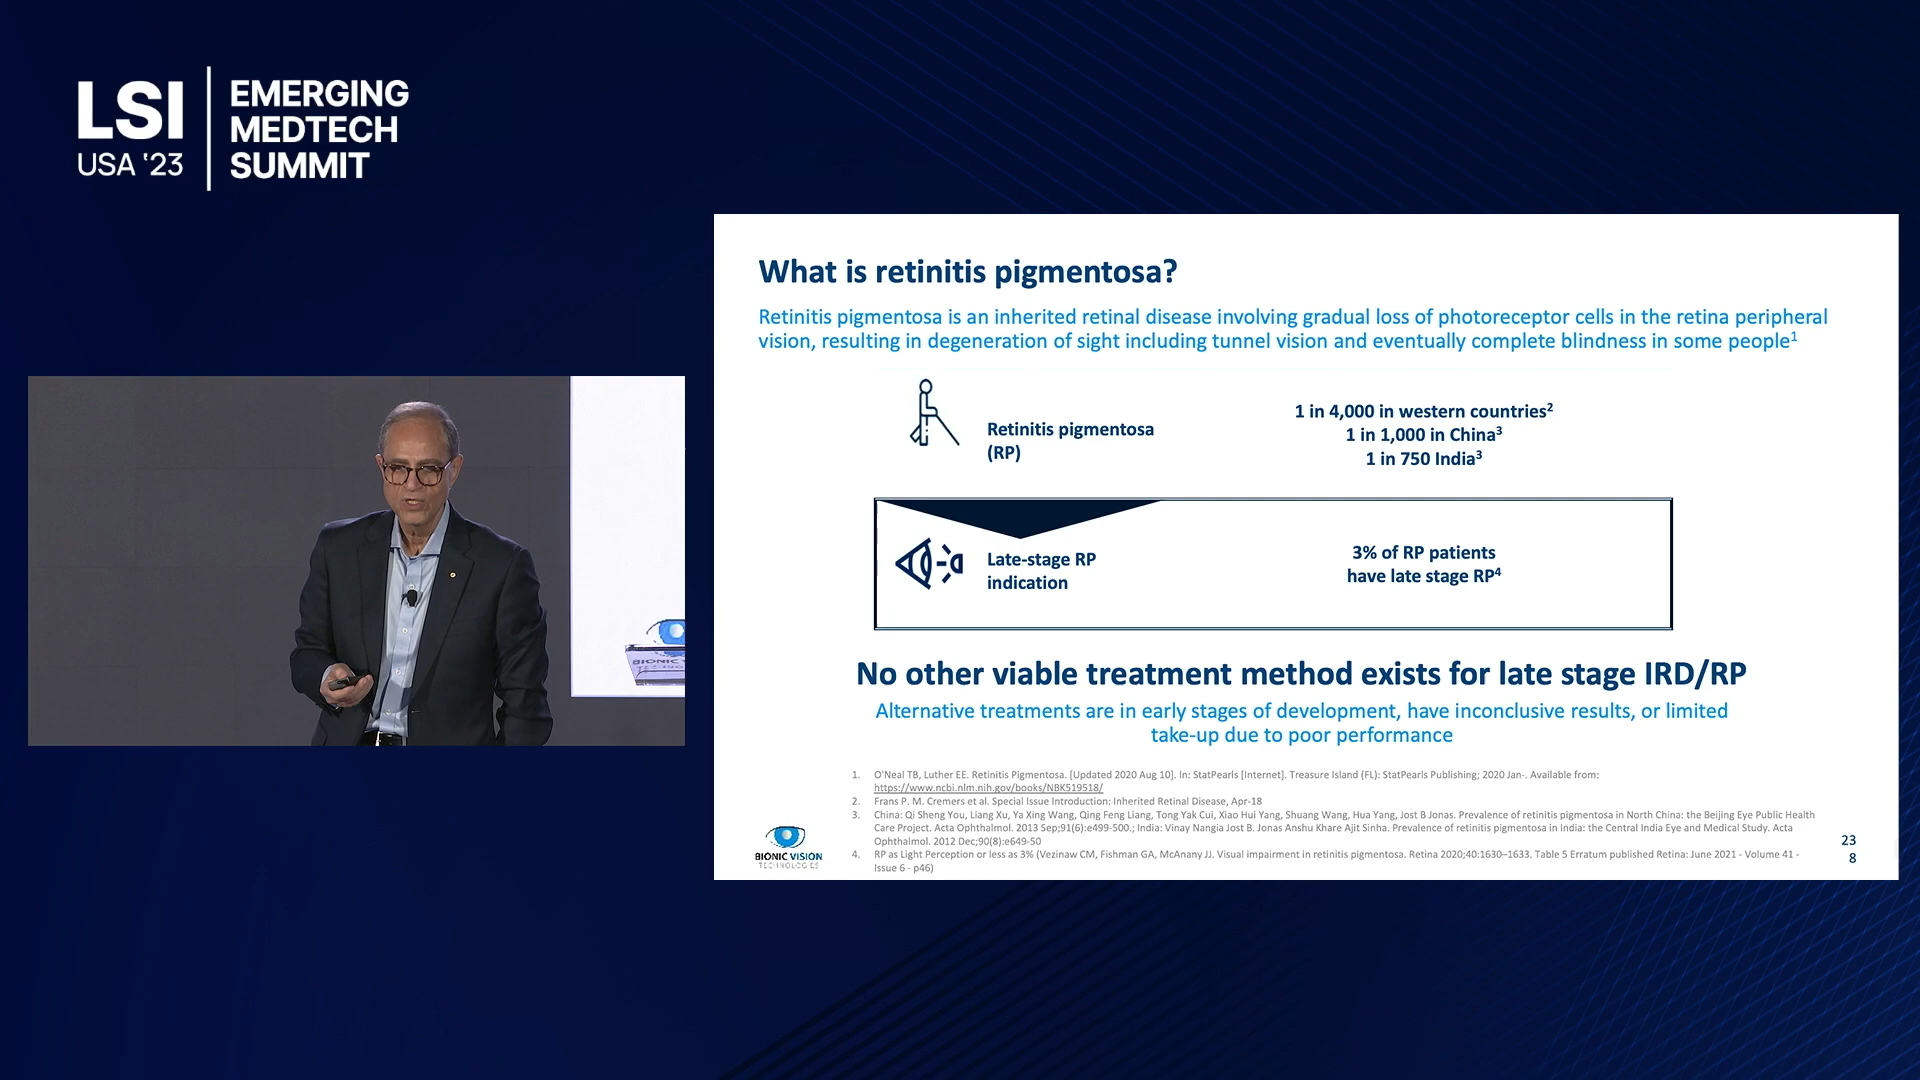 LSI
USA '23
EMERGING
MEDTECH
SUMMIT
What is retinitis pigmentosa?
Retinitis pigmentosa is an inherited retinal disease involving gradual loss of photoreceptor cells in the retina peripheral
vision, resulting in degeneration of sight including tunnel vision and eventually complete blindness in some people1
Retinitis pigmentosa
(RP)
1 in 4,000 in western countries2
1 in 1,000 in China3
1 in 750 India3
Late-stage RP
indication
3% of RP patients
have late stage RP4
No other viable treatment method exists for late stage IRD/RP
Alternative treatments are in early stages of development, have inconclusive results, or limited
take-up due to poor performance
1. O'Neal TB, Luther EE. Retinitis Pigmentosa. [Updated 2020 Aug 10]. In: StatPearls [Internet]. Treasure Island (FL): StatPearls Publishing; 2020 Jan-. Available from:
https://www.ncbi.nlm.nih.gov/books/NBK519518/
2. Frans P. M. Cremers et al. Special Issue Introduction: Inherited Retinal Disease, Apr-18
3. China: Qi Sheng You, Liang Xu, Ya Xing Wang, Qing Feng Liang, Tong Yak Cui, Xiao Hui Yang, Shuang Wang, Hua Yang, Jost B Jonas. Prevalence of retinitis pigmentosa in North China: the Beijing Eye Public Health
Care Project. Acta Ophthalmol. 2013 Sep;91(6):e499-500.; India: Vinay Nangia Jost B. Jonas Anshu Khare Ajit Sinha. Prevalence of retinitis pigmentosa in India: the Central India Eye and Medical Study. Acta
Ophthalmol. 2012 Dec;90(8):e649-50
4. RP as Light Perception or less as 3% (Vezinaw CM, Fishman GA, McAnany JJ. Visual impairment in retinitis pigmentosa. Retina 2020;40:1630–1633. Table 5 Erratum published Retina: June 2021 - Volume 41 -
Issue 6 - p46)
BIONIC VISION
TECHNOLOGIES
23
8
BIONIC